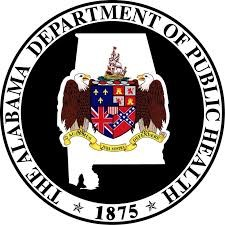 THE ALABAMA DEPARTMENT OF PUBLIC HEALTH
1875